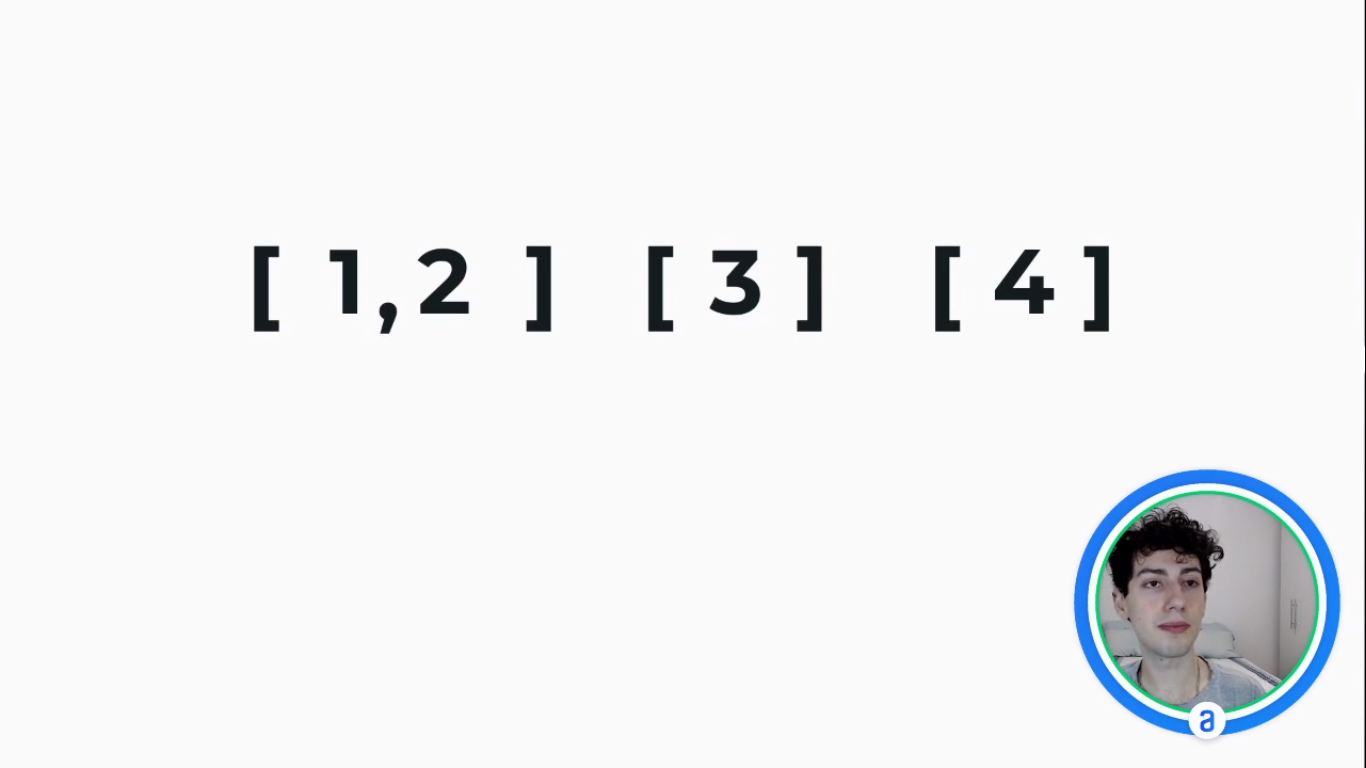 [ 1,2 ] [ 3 ] [ 4 ]
a